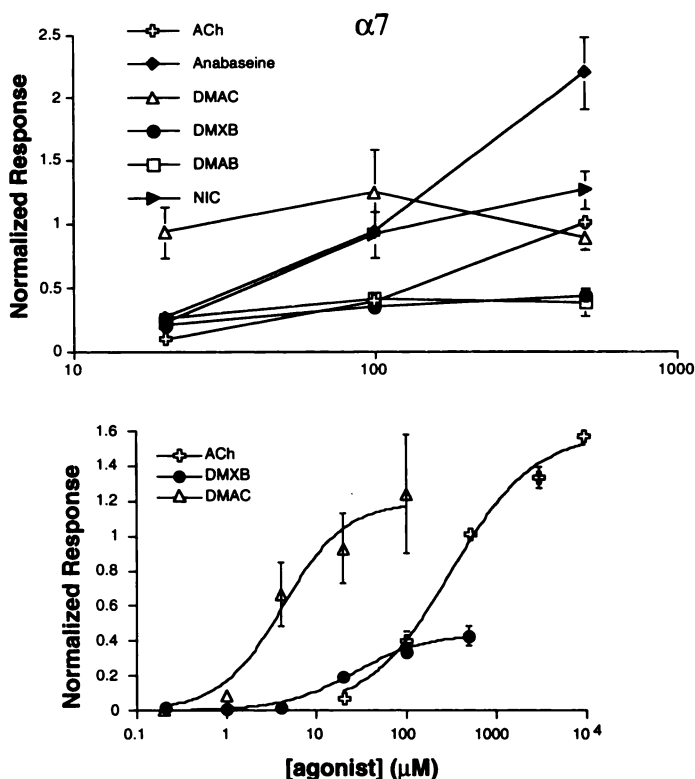 α7
Normalized Response
2.5
2
1.5
1
0.5
0
ACh
Anabaseine
DMAC
DMXB
DMAB
NIC
10
100
1000
Normalized Response
1.6
1.4
1.2
1
0.8
0.6
0.4
0.2
0
ACh
DMXB
DMAC
0.1
1
10
100
1000
10⁴
[agonist] (μM)